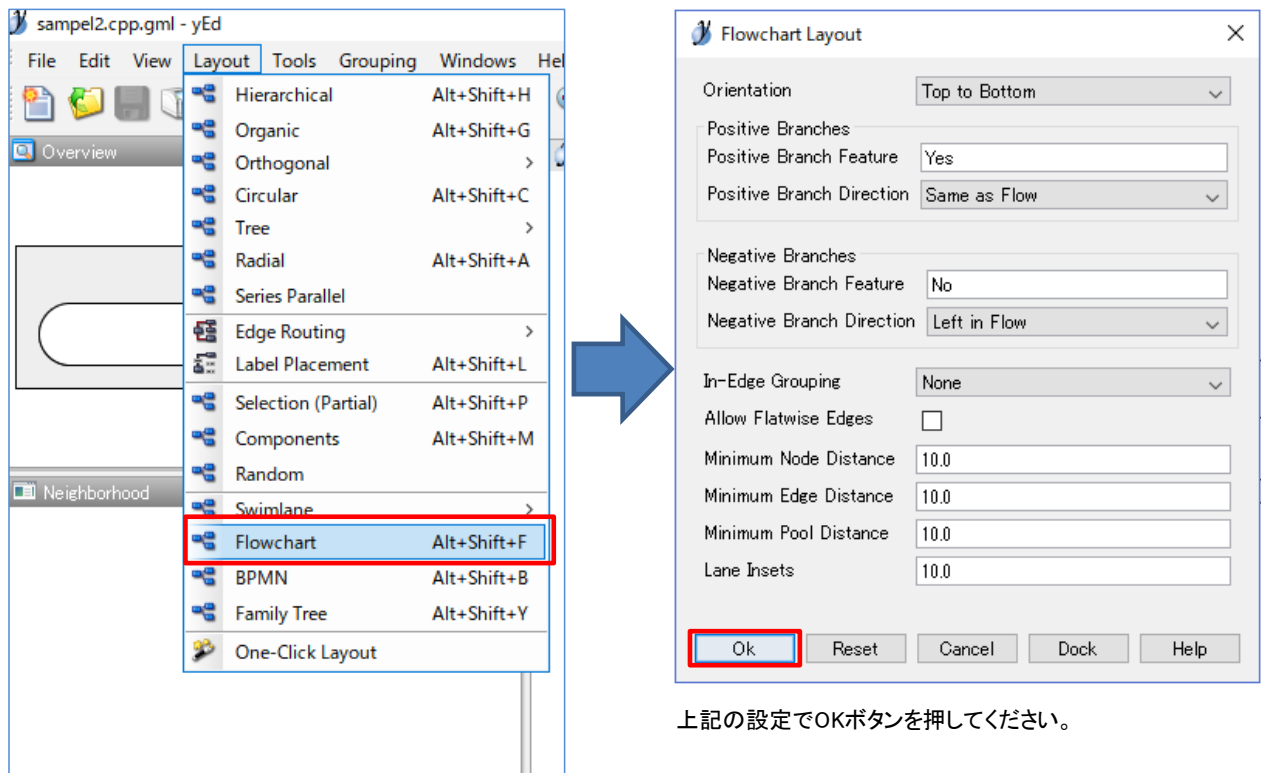 sampel2.cpp.gml - yEd
File Edit View Layout Tools Grouping Windows Hel
Overview
Hierarchical Alt+Shift+H
Organic Alt+Shift+G
Orthogonal >
Circular Alt+Shift+C
Tree >
Radial Alt+Shift+A
Series Parallel
Edge Routing >
Label Placement Alt+Shift+L
Selection (Partial) Alt+Shift+P
Components Alt+Shift+M
Random
Neighborhood
Swimlane >
Flowchart Alt+Shift+F
BPMN Alt+Shift+B
Family Tree Alt+Shift+Y
One-Click Layout
Flowchart Layout
Orientation Top to Bottom
Positive Branches
Positive Branch Feature Yes
Positive Branch Direction Same as Flow
Negative Branches
Negative Branch Feature No
Negative Branch Direction Left in Flow
In-Edge Grouping None
Allow Flatwise Edges
Minimum Node Distance 10.0
Minimum Edge Distance 10.0
Minimum Pool Distance 10.0
Lane Insets 10.0
Ok Reset Cancel Dock Help
上記の設定でOKボタンを押してください。